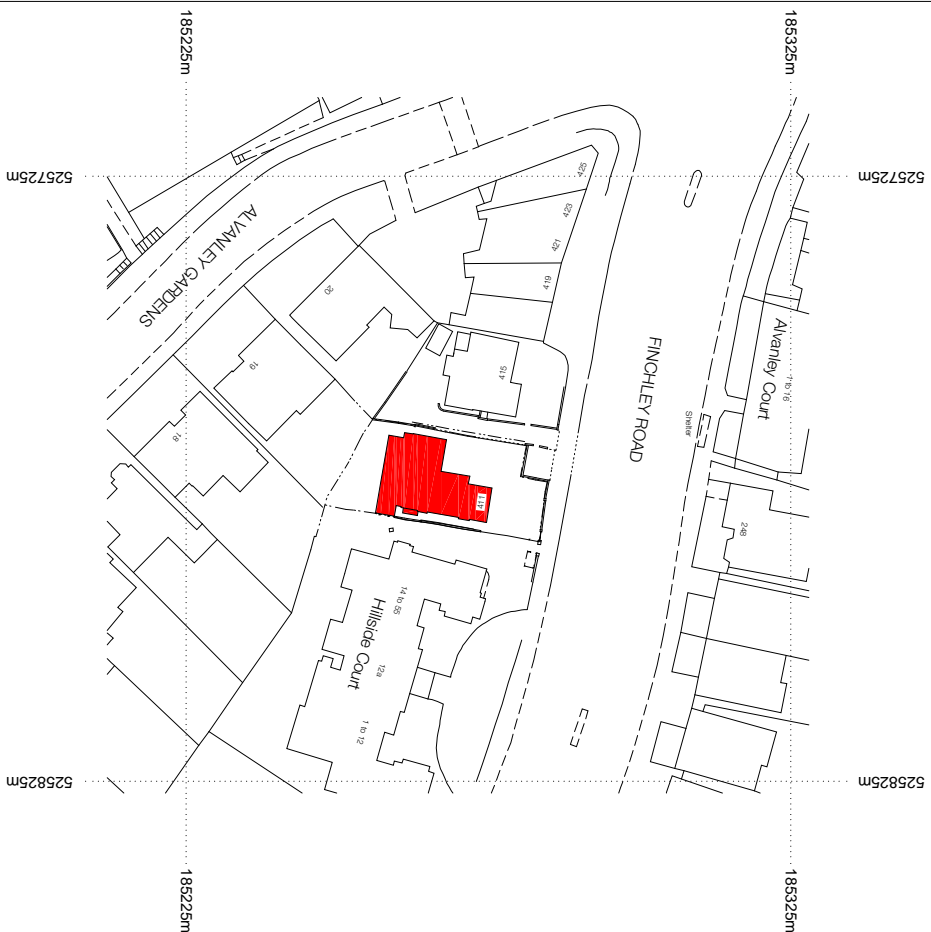 185225m
185325m
525725m
525725m
ALVANLEY GARDENS
425
423
421
419
20
19
18
415
FINCHLEY ROAD
Alvanley Court
1 to 16
Shelter
411
248
14 to 55
Hillside Court
12a
1 to 12
525825m
525825m
185225m
185325m